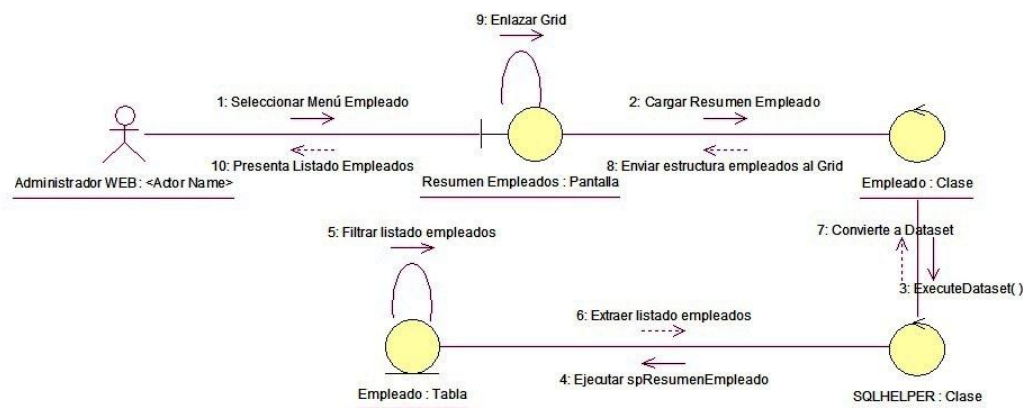 9: Enlazar Grid
1: Seleccionar Menú Empleado
2: Cargar Resumen Empleado
10: Presenta Listado Empleados
8: Enviar estructura empleados al Grid
Administrador WEB : <Actor Name>
Resumen Empleados : Pantalla
Empleado : Clase
5: Filtrar listado empleados
7: Convierte a Dataset
3: ExecuteDataset( )
6: Extraer listado empleados
4: Ejecutar spResumenEmpleado
Empleado : Tabla
SQLHELPER : Clase